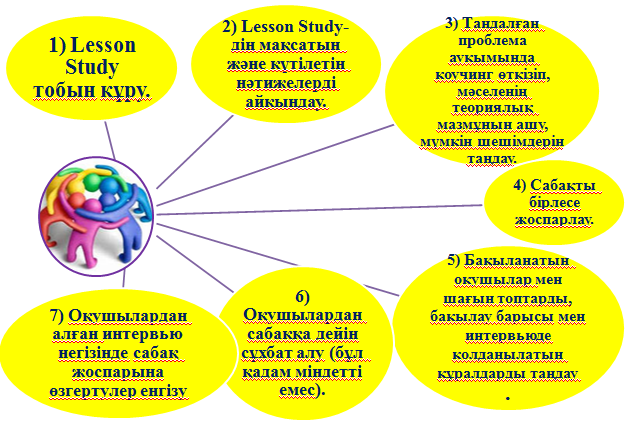 1) Lesson
Study
тобын құру.
2) Lesson Study-
дің мақсатын
және күтілетін
нәтижелерді
айқындау.
3) Таңдалған
проблема
ауқымында
коучинг өткізіп,
мәселенің
теориялық
мазмұнын ашу,
мүмкін шешімдерін
таңдау.
4) Сабақты
бірлесе
жоспарлау.
5) Бақыланатын
оқушылар мен
шағын топтарды,
бақылау барысы мен
интервьюде
қолданылатын
құралдарды таңдау
.
6)
Оқушылардан
сабаққа дейін
сұхбат алу (бұл
қадам міндетті
емес).
7) Оқушылардан
алған интервью
негізінде сабақ
жоспарына
өзгертулер енгізу